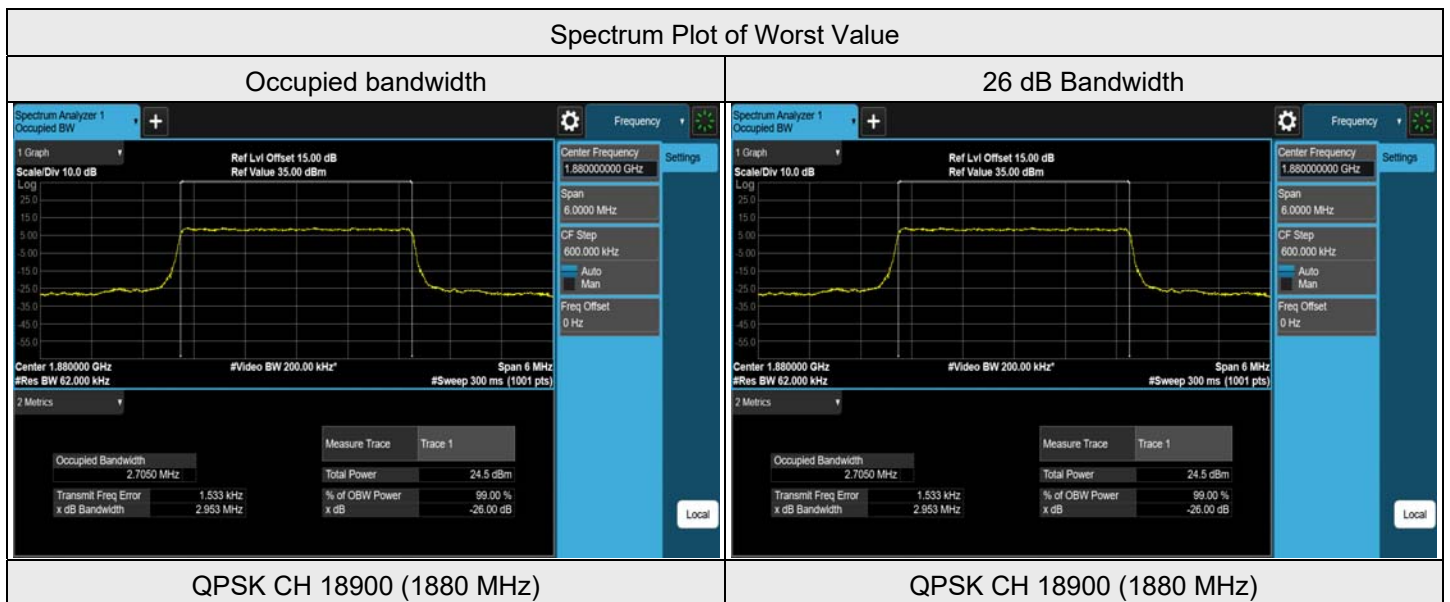 Spectrum Plot of Worst Value
Occupied bandwidth
26 dB Bandwidth
Spectrum Analyzer 1
Occupied BW
+
Frequency
1 Graph
Scale/Div 10.0 dB
Ref Lvl Offset 15.00 dB
Ref Value 35.00 dBm
Log
25.0
15.0
5.00
-5.00
-15.0
-25.0
-35.0
-45.0
-55.0
Center 1.880000 GHz
#Res BW 62.000 kHz
#Video BW 200.00 kHz*
Span 6 MHz
#Sweep 300 ms (1001 pts)
Center Frequency
1.880000000 GHz
Settings
Span
6.0000 MHz
CF Step
600.000 kHz
Auto
Man
Freq Offset
0 Hz
Local
2 Metrics
Measure Trace Trace 1
Occupied Bandwidth
2.7050 MHz
Total Power 24.5 dBm
Transmit Freq Error 1.533 kHz
% of OBW Power 99.00 %
x dB Bandwidth 2.953 MHz
x dB -26.00 dB
Spectrum Analyzer 1
Occupied BW
+
Frequency
1 Graph
Scale/Div 10.0 dB
Ref Lvl Offset 15.00 dB
Ref Value 35.00 dBm
Log
25.0
15.0
5.00
-5.00
-15.0
-25.0
-35.0
-45.0
-55.0
Center 1.880000 GHz
#Res BW 62.000 kHz
#Video BW 200.00 kHz*
Span 6 MHz
#Sweep 300 ms (1001 pts)
Center Frequency
1.880000000 GHz
Settings
Span
6.0000 MHz
CF Step
600.000 kHz
Auto
Man
Freq Offset
0 Hz
Local
2 Metrics
Measure Trace Trace 1
Occupied Bandwidth
2.7050 MHz
Total Power 24.5 dBm
Transmit Freq Error 1.533 kHz
% of OBW Power 99.00 %
x dB Bandwidth 2.953 MHz
x dB -26.00 dB
QPSK CH 18900 (1880 MHz)
QPSK CH 18900 (1880 MHz)